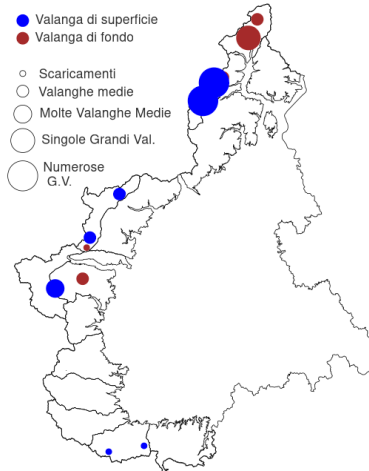 Valanga di superficie
Valanga di fondo
Scaricamenti
Valanghe medie
Molte Valanghe Medie
Singole Grandi Val.
Numerose
G.V.